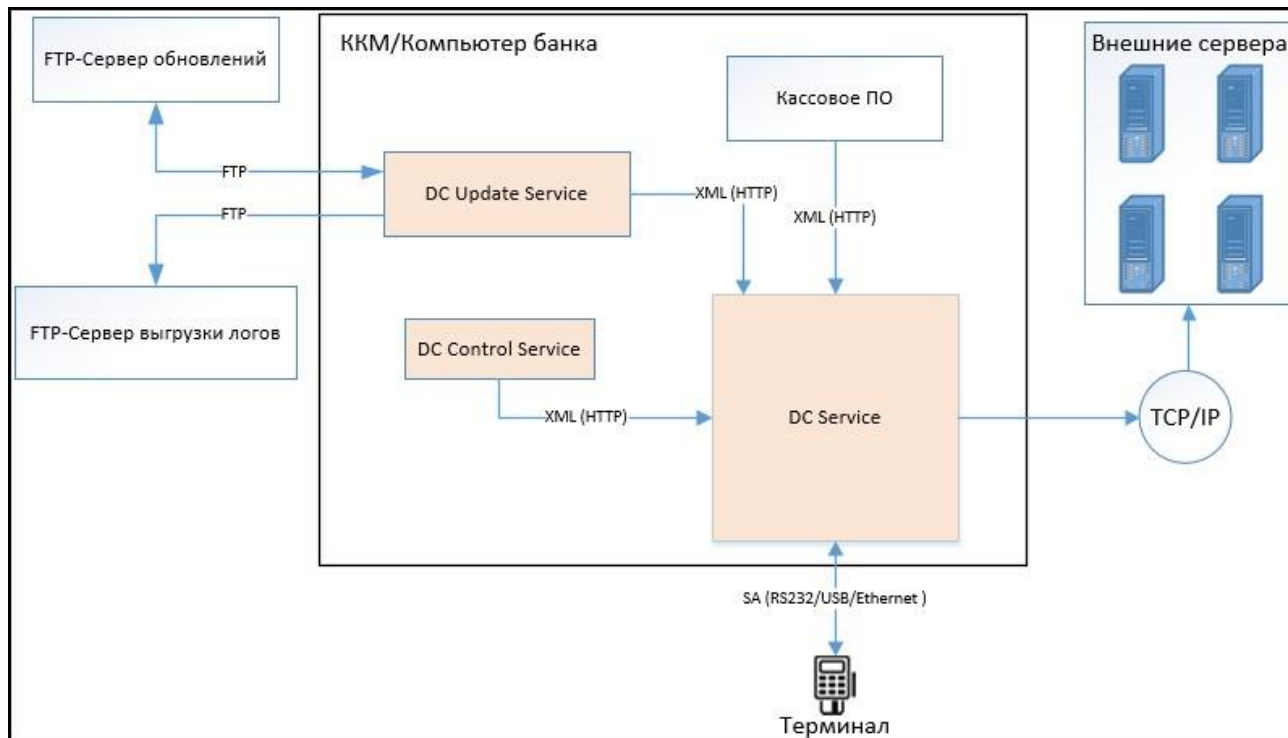 FTP-Сервер обновлений
ККМ/Компьютер банка
Внешние сервера
Кассовое ПО
FTP
DC Update Service
XML (HTTP)
FTP
XML (HTTP)
FTP-Сервер выгрузки логов
DC Control Service
XML (HTTP)
DC Service
TCP/IP
SA (RS232/USB/Ethernet )
Терминал